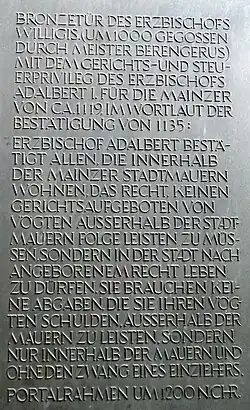 BRONZETÜR DES ERZBISCHOFS
WILLIGIS, (UM 1000 GEGOSSEN
DURCH MEISTER BERENGERUS)
MIT DEM GERICHTS- UND STEU-
ERPRIVILEG DES ERZBISCHOFS
ADALBERT I. FÜR DIE MAINZER
VON CA. 1119, IM WORTLAUT DER
BESTÄTIGUNG VON 1135:
ERZBISCHOF ADALBERT BESTÄ-
TIGT ALLEN, DIE INNERHALB
DER MAINZER STADTMAUERN
WOHNEN, DAS RECHT, KEINEN
GERICHTSAUFGEBOTEN VON
VÖGTEN AUSSERHALB DER STADT-
MAUERN FOLGE LEISTEN ZU MÜS-
SEN, SONDERN IN DER STADT NACH
ANGEBORENEM RECHT LEBEN
ZU DÜRFEN. SIE BRAUCHEN KEI-
NE ABGABEN, DIE SIE IHREN VÖG-
TEN SCHULDEN, AUSSERHALB DER
MAUERN ZU LEISTEN, SONDERN
NUR INNERHALB DER MAUERN UND
OHNE DEN ZWANG EINES EINZIEHERS.
PORTALRAHMEN UM 1200 N.CHR.